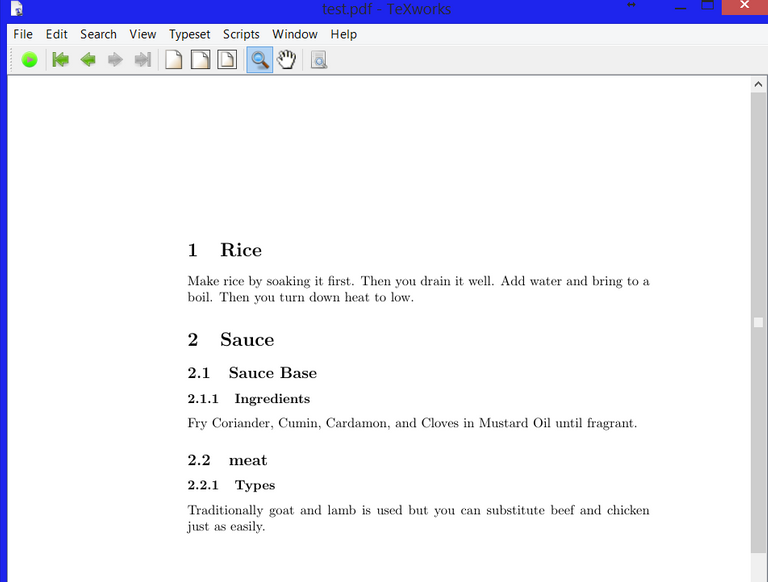 test.pdf - TeXworks
File Edit Search View Typeset Scripts Window Help
1 Rice
Make rice by soaking it first. Then you drain it well. Add water and bring to a
boil. Then you turn down heat to low.
2 Sauce
2.1 Sauce Base
2.1.1 Ingredients
Fry Coriander, Cumin, Cardamon, and Cloves in Mustard Oil until fragrant.
2.2 meat
2.2.1 Types
Traditionally goat and lamb is used but you can substitute beef and chicken
just as easily.